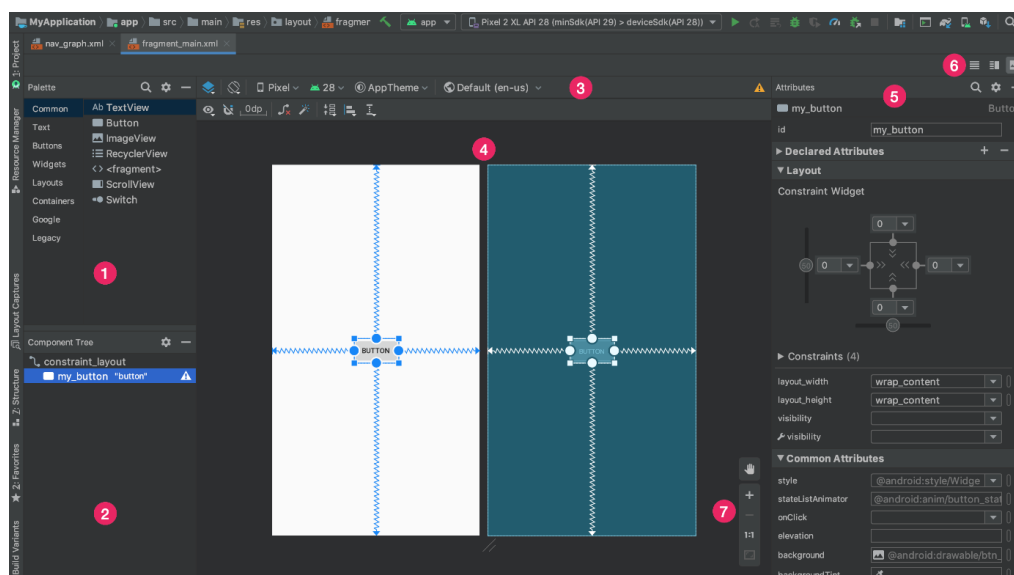 MyApplication app src main res layout fragmer app Pixel 2 XL API 28 (minSdk(API 29) > deviceSdk(API 28))
nav_graph.xml fragment_main.xml
6
1: Project
Resource Manager
Layout Captures
Z: Structure
2: Favorites
Build Variants
Palette
Common
Text
Buttons
Widgets
Layouts
Containers
Google
Legacy
Ab TextView
Button
ImageView
RecyclerView
<> <fragment>
ScrollView
Switch
1
Component Tree
constraint_layout
my_button "button"
2
Pixel 28 AppTheme Default (en-us) 3
0dp
4
BUTTON
BUTTON
7
1:1
Attributes 5
my_button Butto
id my_button
Declared Attributes
Layout
Constraint Widget
0
50 0 0
0
50
Constraints (4)
layout_width wrap_content
layout_height wrap_content
visibility
visibility
Common Attributes
style @android:style/Widge
stateListAnimator @android:anim/button_stat
onClick
elevation
background @android:drawable/btn_
backgroundTint